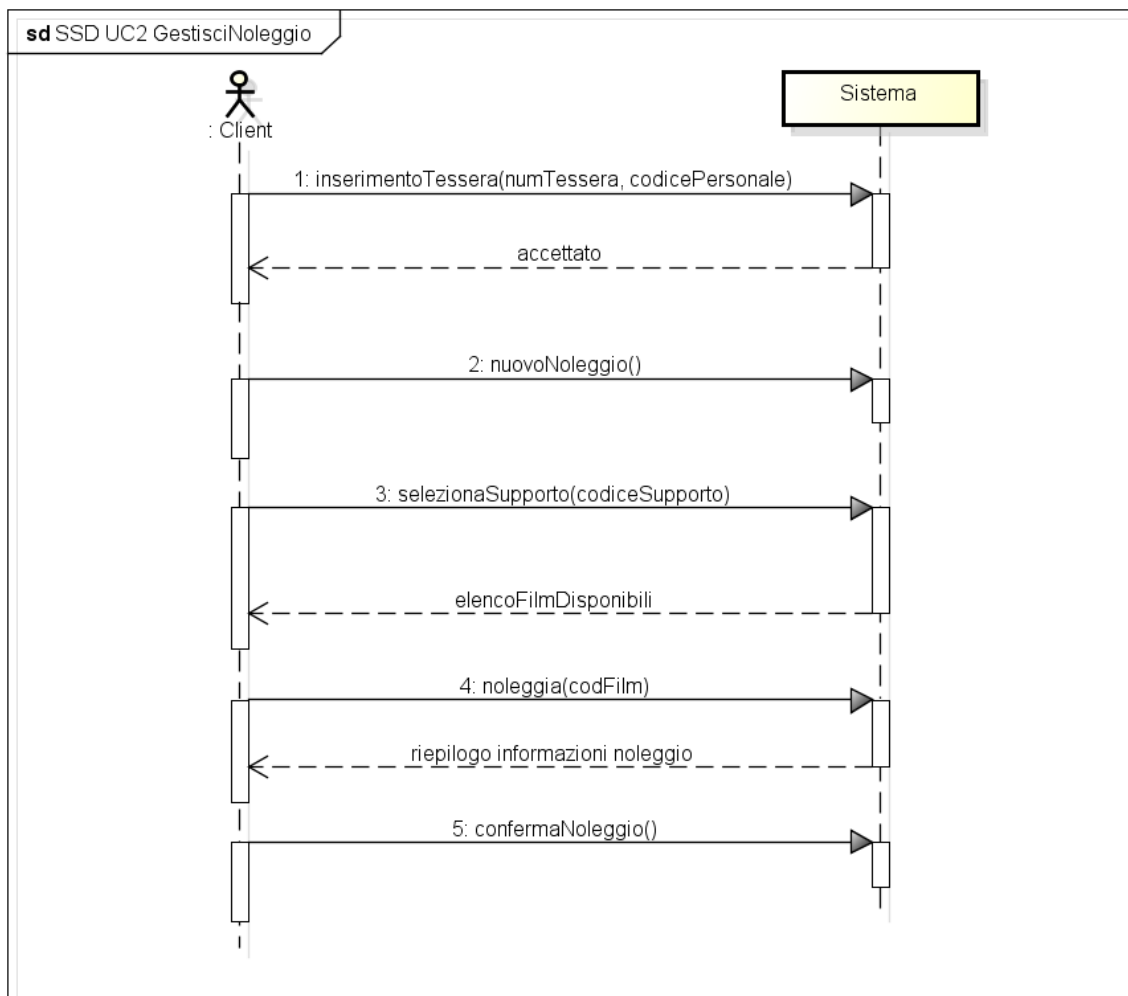 sd SSD UC2 GestisciNoleggio
: Client
Sistema
1: inserimentoTessera(numTessera, codicePersonale)
accettato
2: nuovoNoleggio()
3: selezionaSupporto(codiceSupporto)
elencoFilmDisponibili
4: noleggia(codFilm)
riepilogo informazioni noleggio
5: confermaNoleggio()